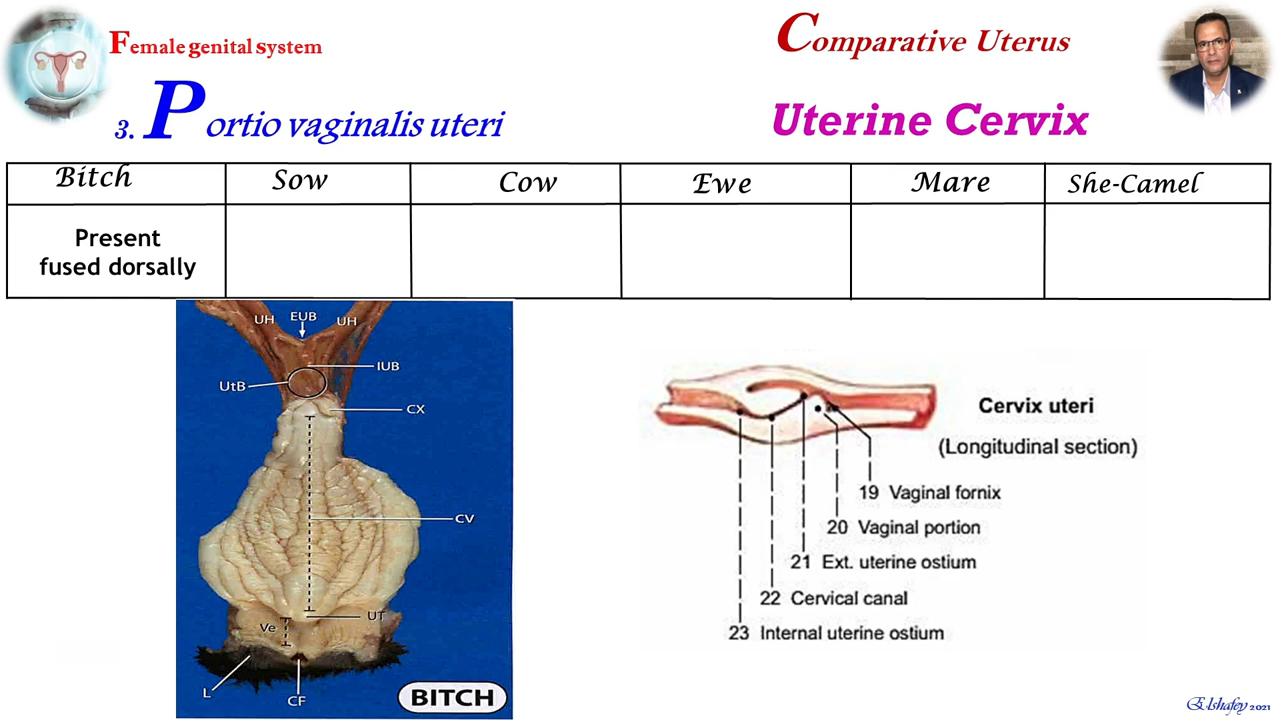 Female genital system
Comparative Uterus
3. Portio vaginalis uteri
Uterine Cervix
Bitch Sow Cow Ewe Mare She-Camel
Present
fused dorsally
UH EUB UH
IUB
UtB
CX
CV
UT
Ve
L
CF
BITCH
Cervix uteri
(Longitudinal section)
19 Vaginal fornix
20 Vaginal portion
21 Ext. uterine ostium
22 Cervical canal
23 Internal uterine ostium
Elshafey 2021